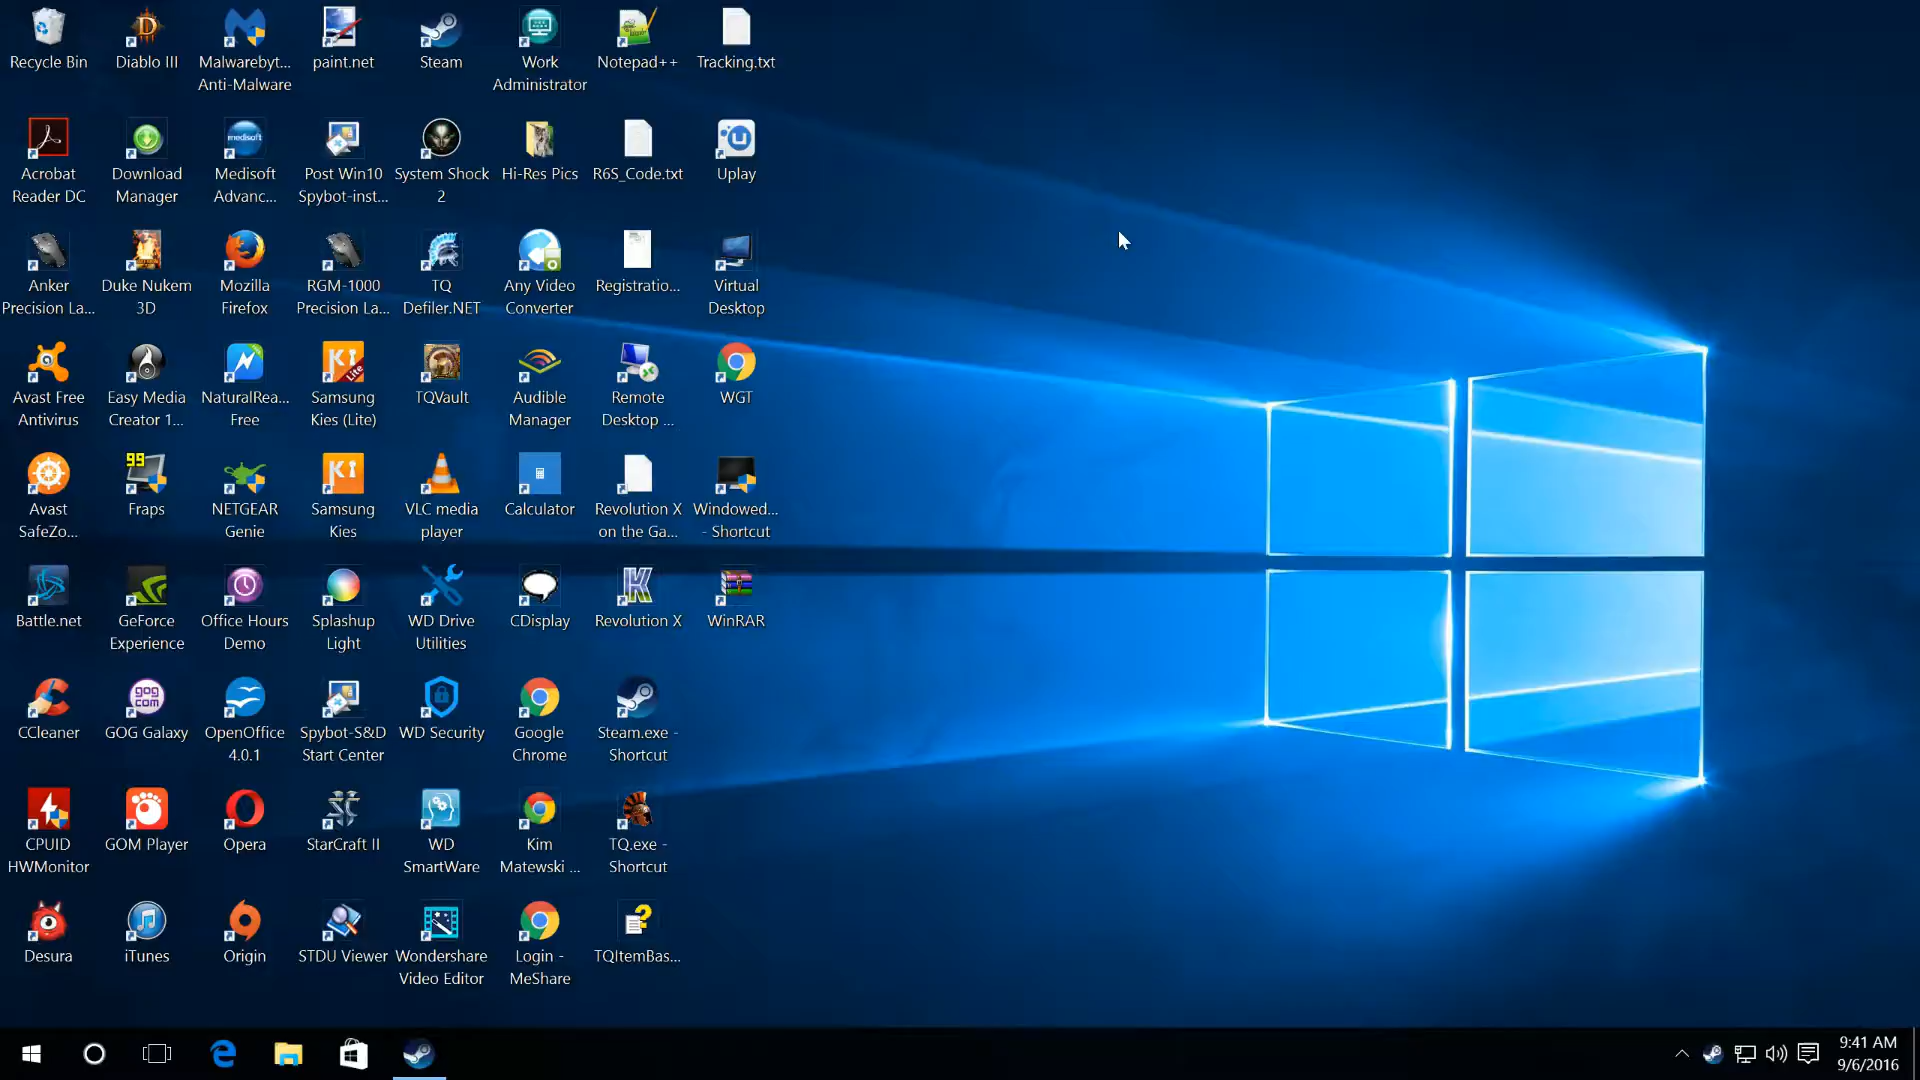 Recycle Bin
Diablo III
Malwarebyt...
Anti-Malware
paint.net
Steam
Work
Administrator
Notepad++
Tracking.txt
Acrobat
Reader DC
Download
Manager
medisoft
Medisoft
Advanc...
Post Win10
Spybot-inst...
System Shock
2
Hi-Res Pics
R6S_Code.txt
Uplay
Anker
Precision La...
Duke Nukem
3D
Mozilla
Firefox
RGM-1000
Precision La...
TQ
Defiler.NET
Any Video
Converter
Registratio...
Virtual
Desktop
Avast Free
Antivirus
Easy Media
Creator 1...
NaturalRea...
Free
Ki
Lite
Samsung
Kies (Lite)
TQVault
Audible
Manager
Remote
Desktop ...
WGT
Avast
SafeZo...
99
Fraps
NETGEAR
Genie
Ki
Samsung
Kies
VLC media
player
Calculator
Revolution X
on the Ga...
Windowed...
- Shortcut
Battle.net
GeForce
Experience
Office Hours
Demo
Splashup
Light
WD Drive
Utilities
CDisplay
Revolution X
WinRAR
CCleaner
gog
com
GOG Galaxy
OpenOffice
4.0.1
Spybot-S&D
Start Center
WD Security
Google
Chrome
Steam.exe -
Shortcut
CPUID
HWMonitor
GOM Player
Opera
StarCraft II
WD
SmartWare
Kim
Matewski ...
TQ.exe -
Shortcut
Desura
iTunes
Origin
STDU Viewer
Wondershare
Video Editor
Login -
MeShare
TQItemBas...
9:41 AM
9/6/2016